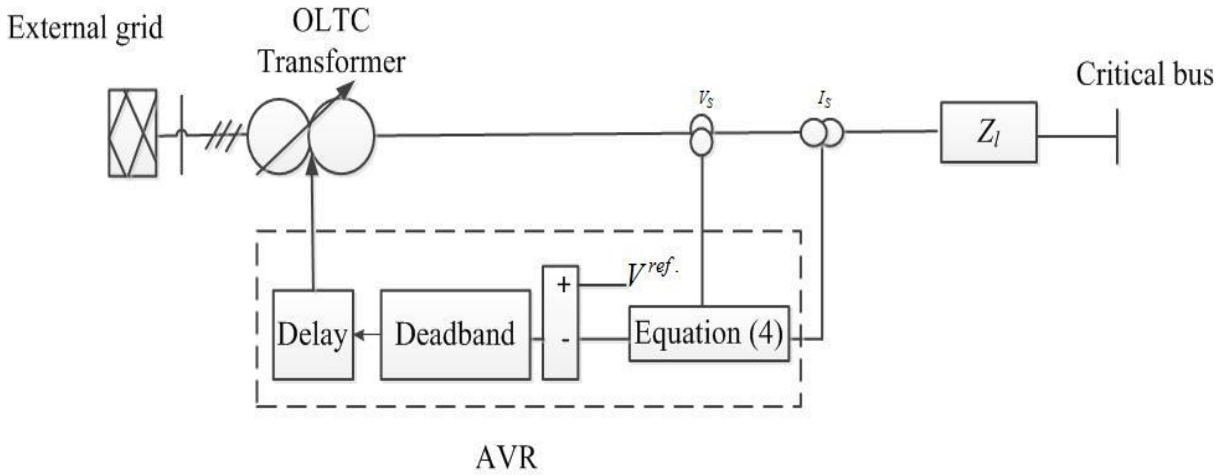 External grid
OLTC
Transformer
V_S
I_S
Critical bus
Z_l
Delay
Deadband
+
-
V^{ref.}
Equation (4)
AVR